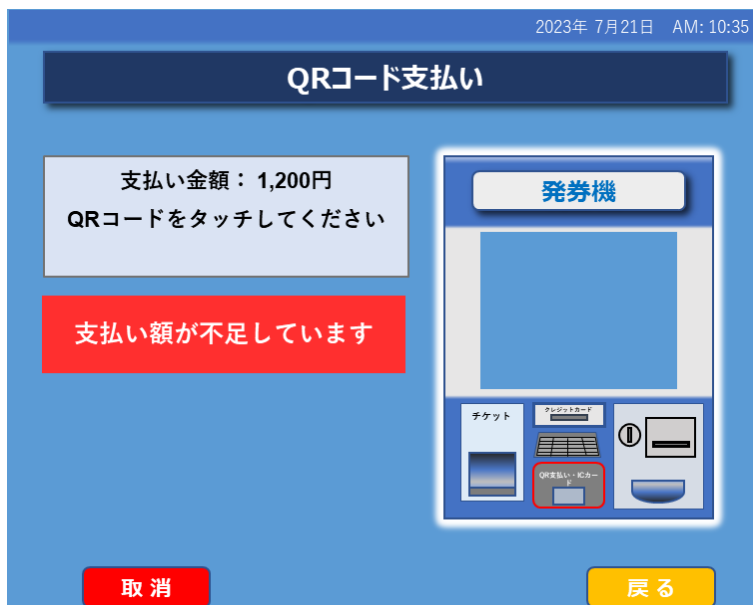 2023年 7月21日 AM: 10:35
QRコード支払い
支払い金額： 1,200円
QRコードをタッチしてください
支払い額が不足しています
発券機
チケット
クレジットカード
QR支払い・ICカー
ド
取 消
戻 る